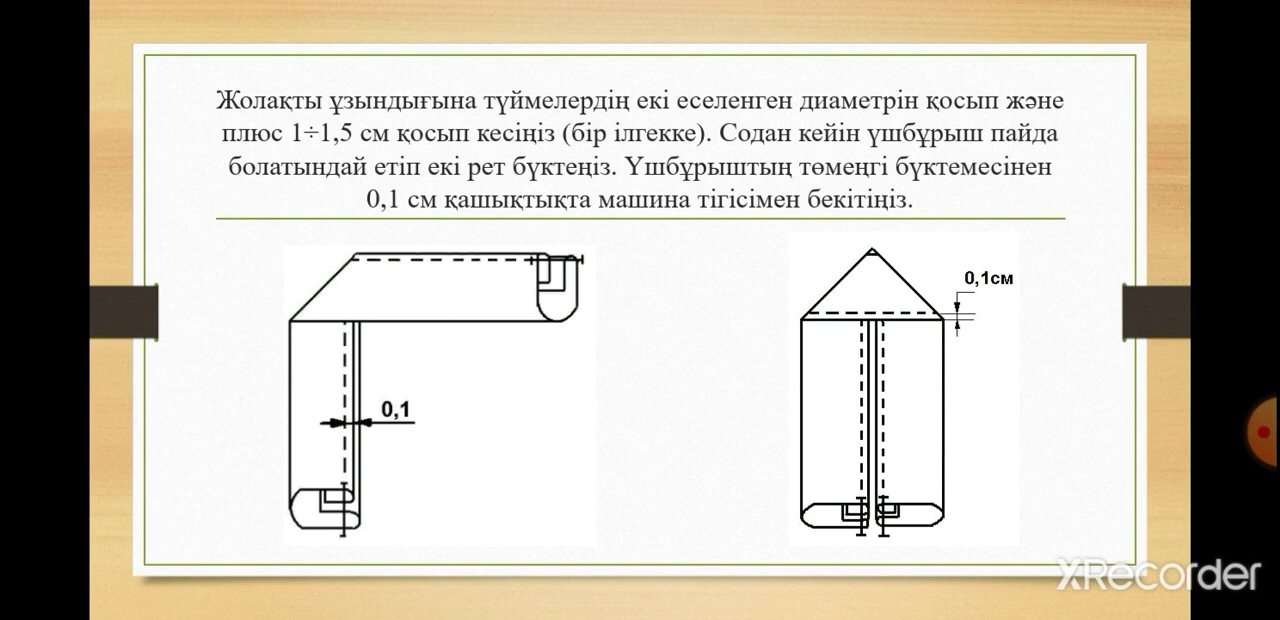 Жолақты ұзындығына түймелердің екі еселенген диаметрін қосып және
плюс 1÷1,5 см қосып кесіңіз (бір ілгекке). Содан кейін үшбұрыш пайда
болатындай етіп екі рет бүктеңіз. Үшбұрыштың төмеңгі бүктемесінен
0,1 см қашықтықта машина тігісімен бекітіңіз.
0,1см
0,1
XRecorder